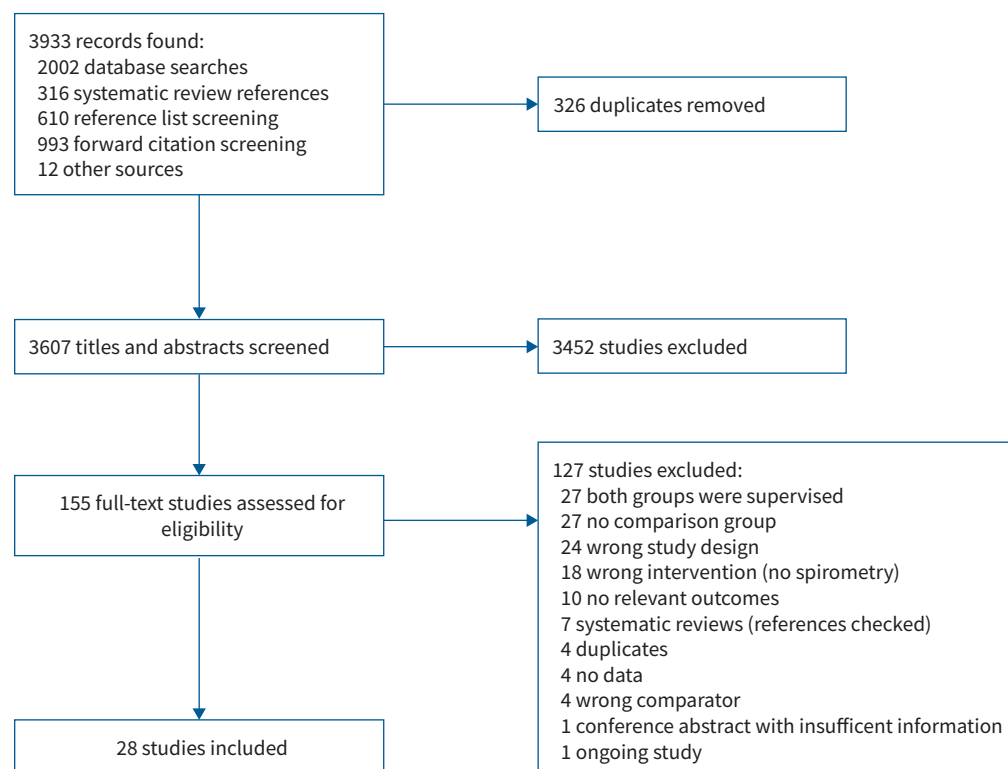 3933 records found:
2002 database searches
316 systematic review references
610 reference list screening
993 forward citation screening
12 other sources
326 duplicates removed
3607 titles and abstracts screened
3452 studies excluded
155 full-text studies assessed for
eligibility
127 studies excluded:
27 both groups were supervised
27 no comparison group
24 wrong study design
18 wrong intervention (no spirometry)
10 no relevant outcomes
7 systematic reviews (references checked)
4 duplicates
4 no data
4 wrong comparator
1 conference abstract with insufficent information
1 ongoing study
28 studies included